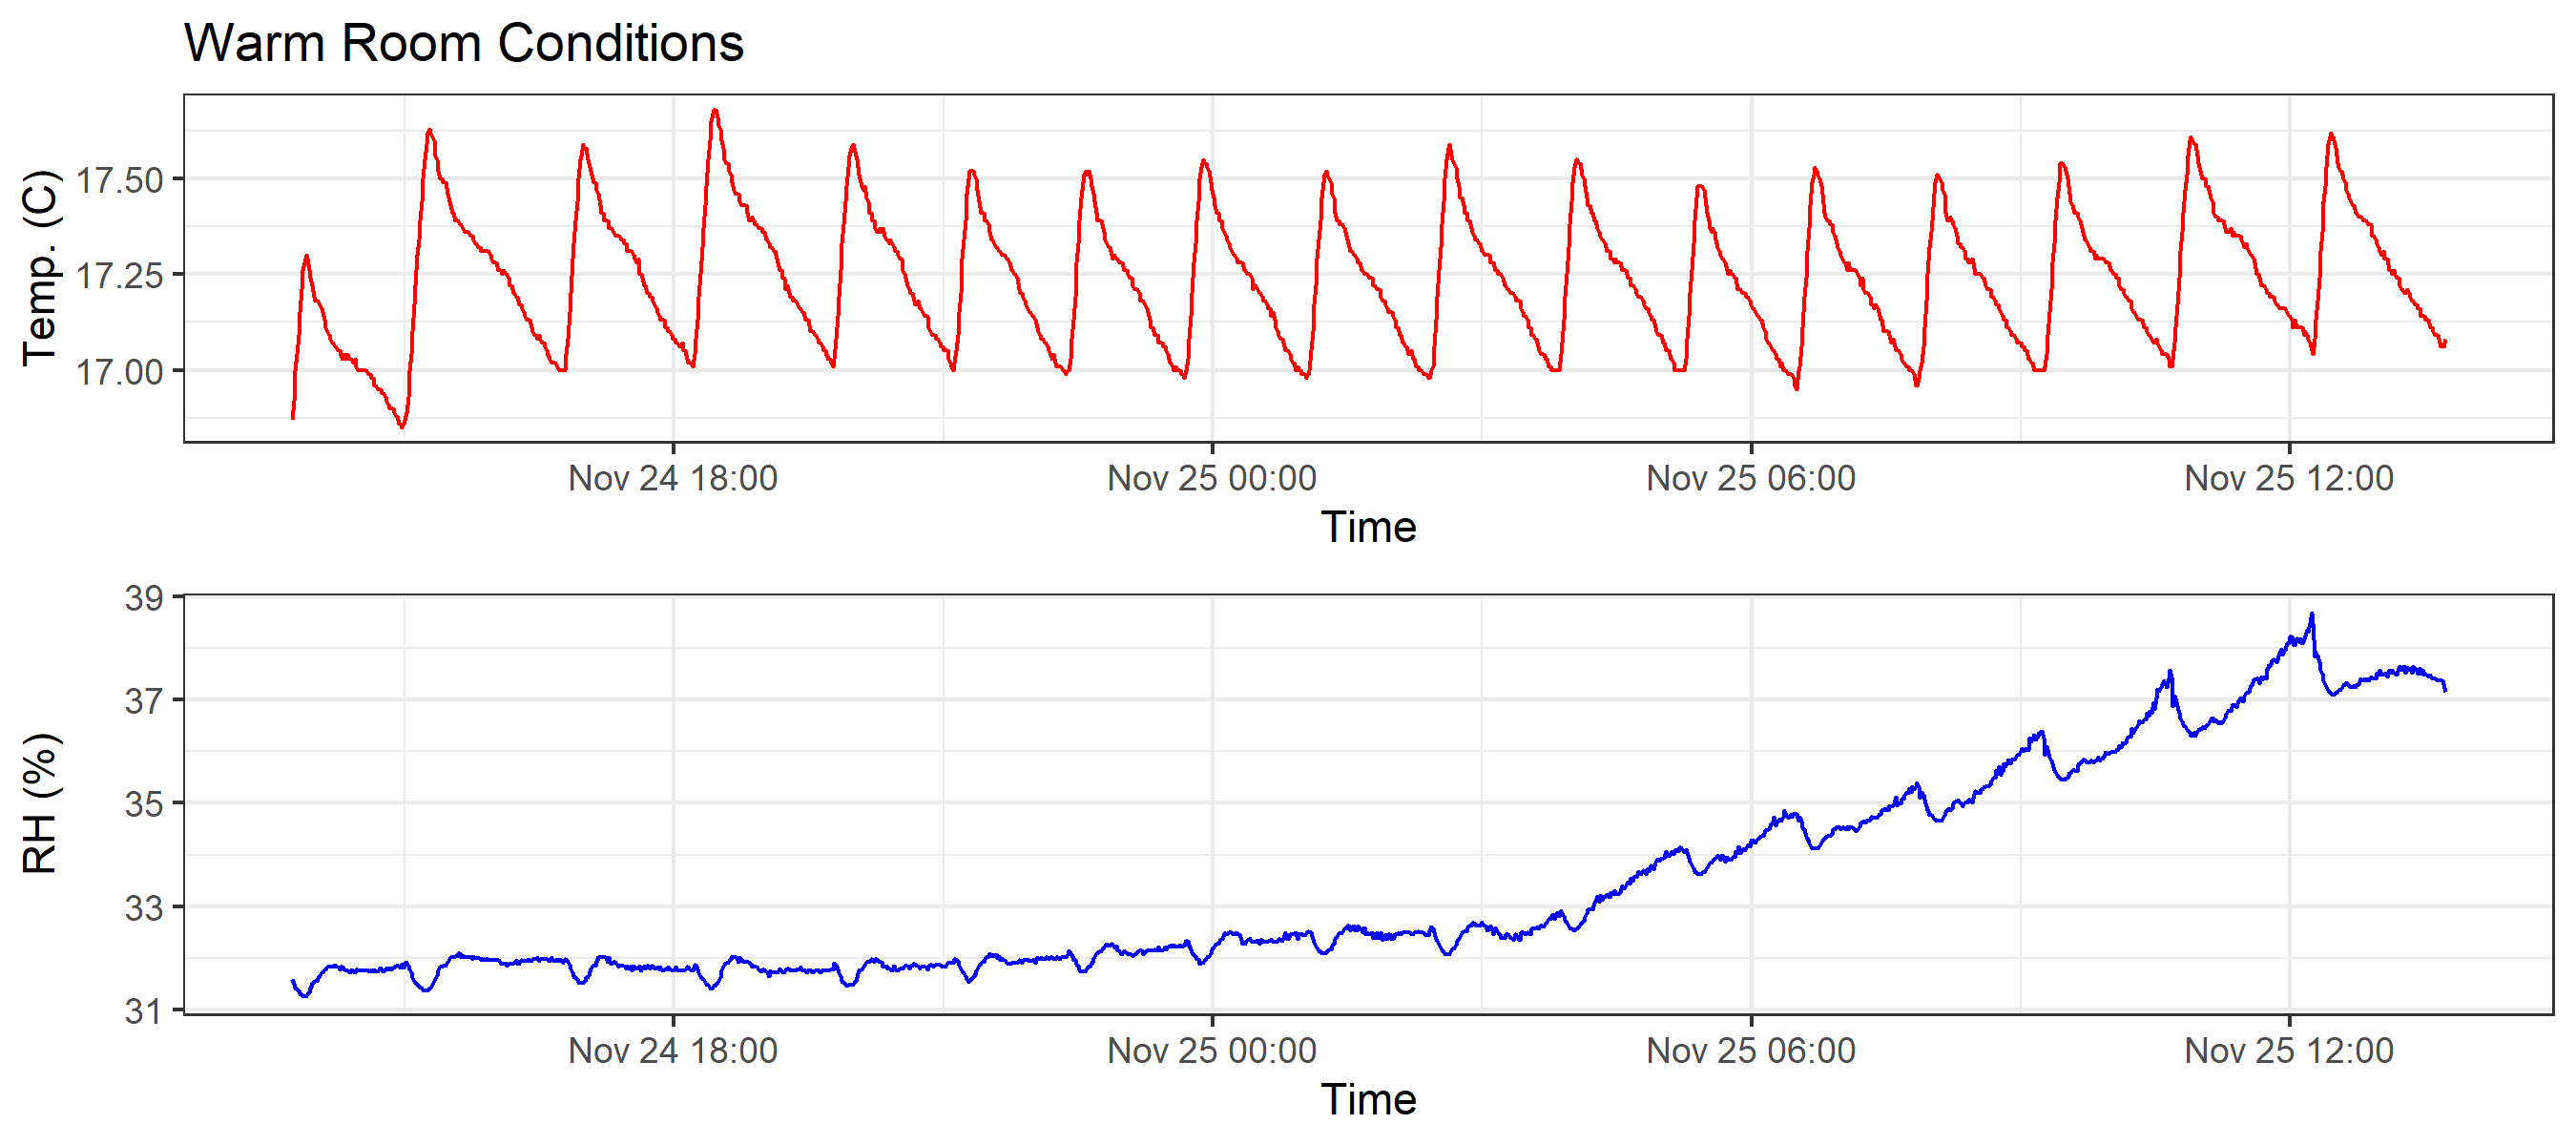 Warm Room Conditions
Temp. (C)
17.50
17.25
17.00
Nov 24 18:00 Nov 25 00:00 Nov 25 06:00 Nov 25 12:00
Time
RH (%)
39
37
35
33
31
Nov 24 18:00 Nov 25 00:00 Nov 25 06:00 Nov 25 12:00
Time